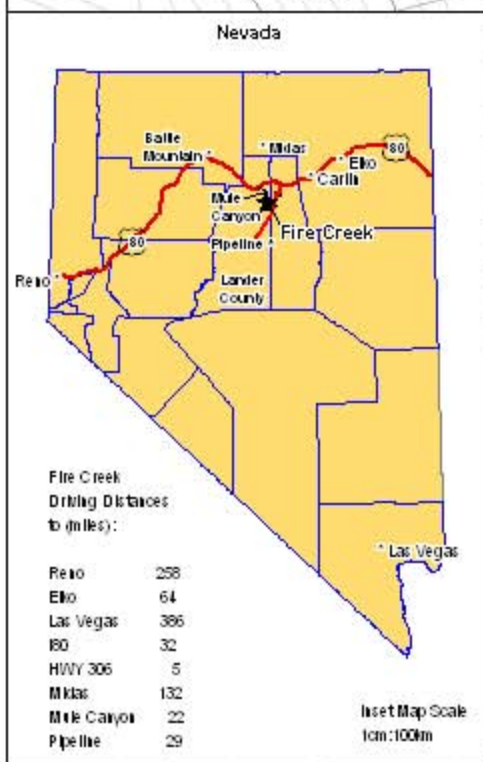 Nevada
Battle
Mountain
Midas
80
Elko
Carlin
Mule
Canyon
Fire Creek
Pipeline
80
Reno
Lander
County
Fire Creek
Driving Distances
to (miles):
Reno 258
Elko 64
Las Vegas 386
I80 32
HWY 306 5
Midas 132
Mule Canyon 22
Pipeline 29
Las Vegas
Inset Map Scale
1cm:100km